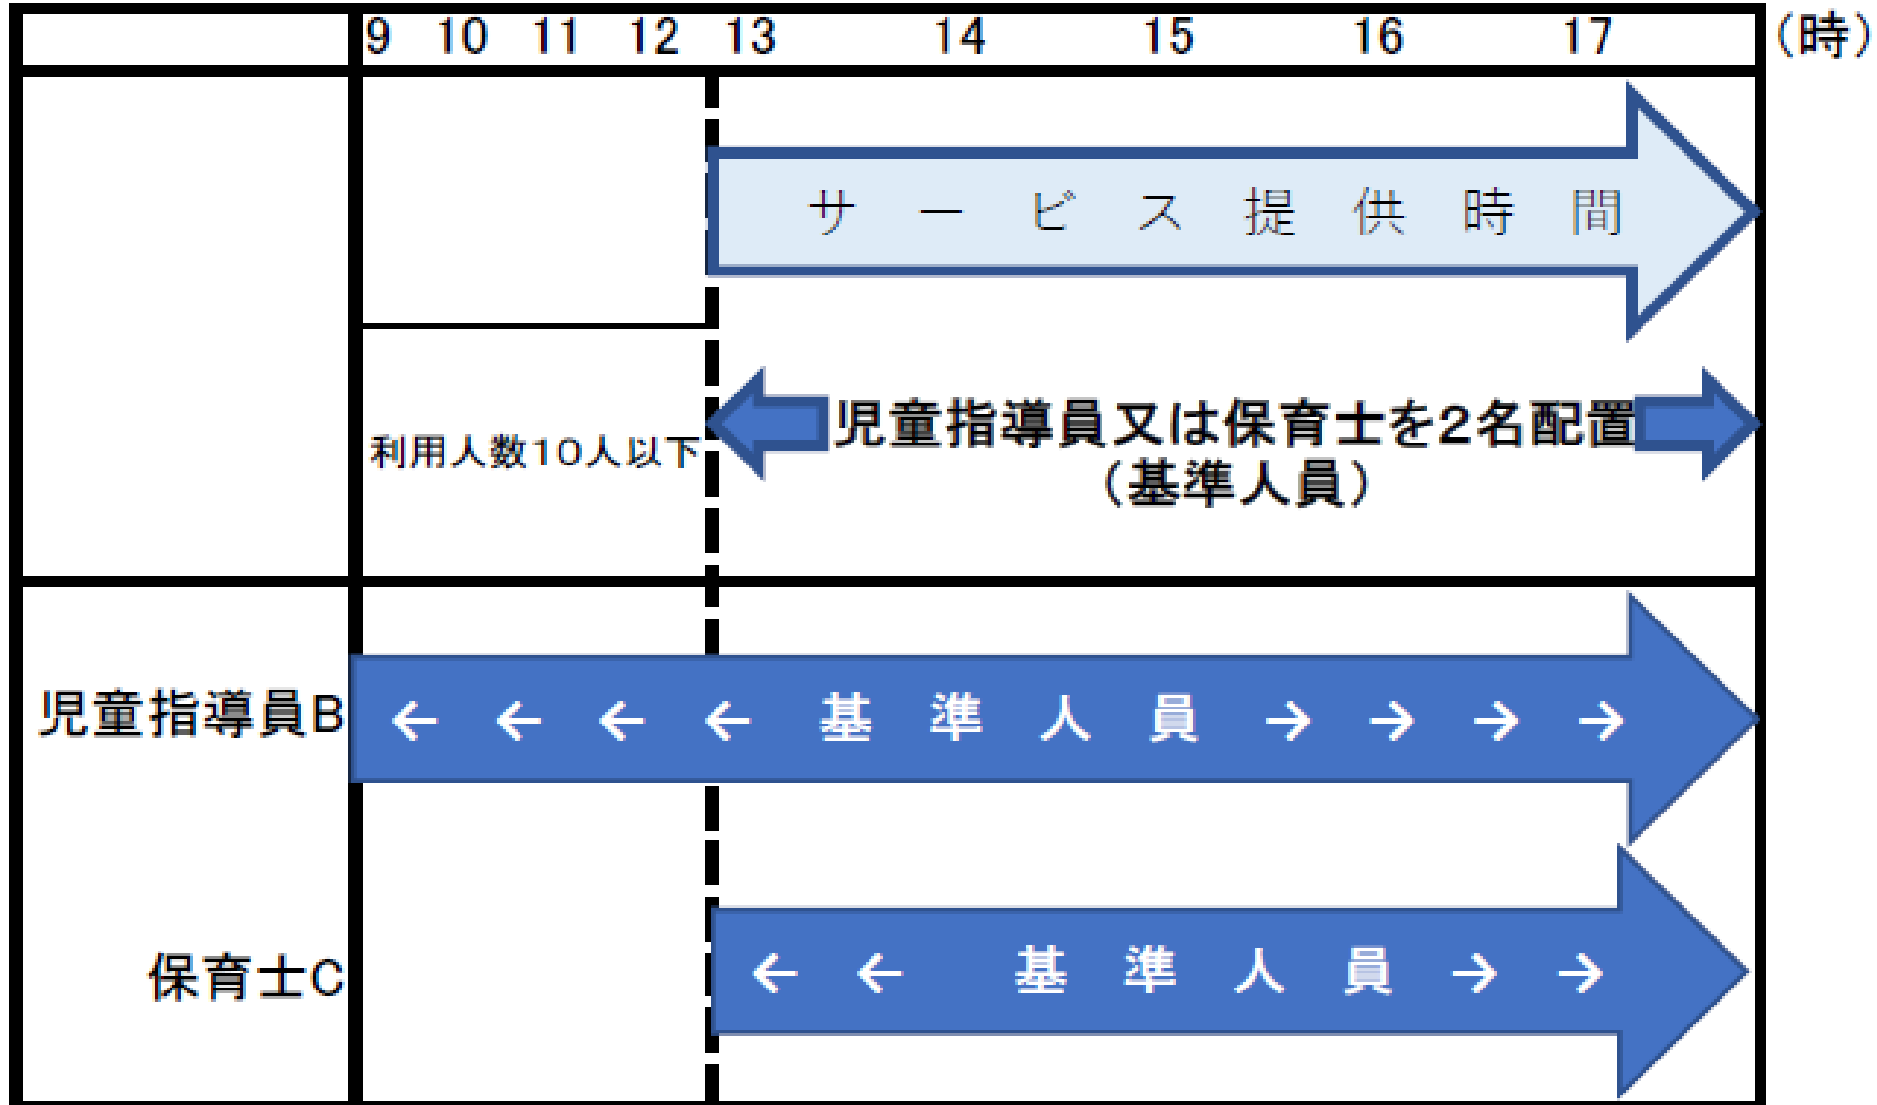 9 10 11 12 13 14 15 16 17 (時)
サービス提供時間
児童指導員又は保育士を2名配置
(基準人員)
利用人数10人以下
児童指導員B ← ← ← ← 基準人員 → → → →
保育士C ← ← 基準人員 → →